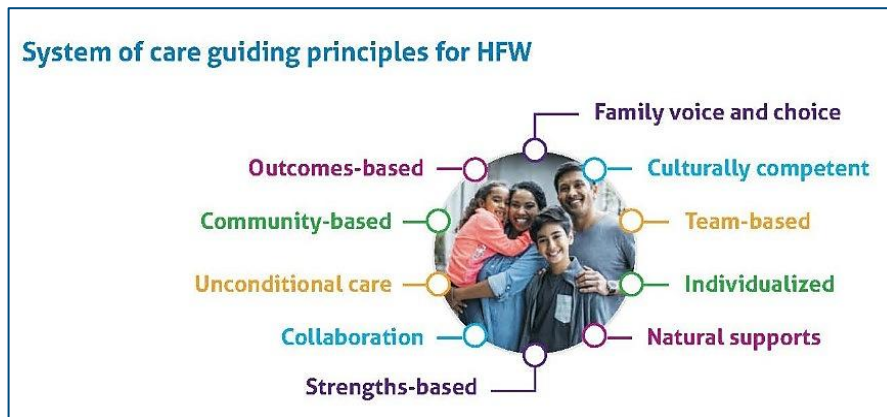 System of care guiding principles for HFW
Family voice and choice
Outcomes-based
Culturally competent
Community-based
Team-based
Unconditional care
Individualized
Collaboration
Natural supports
Strengths-based